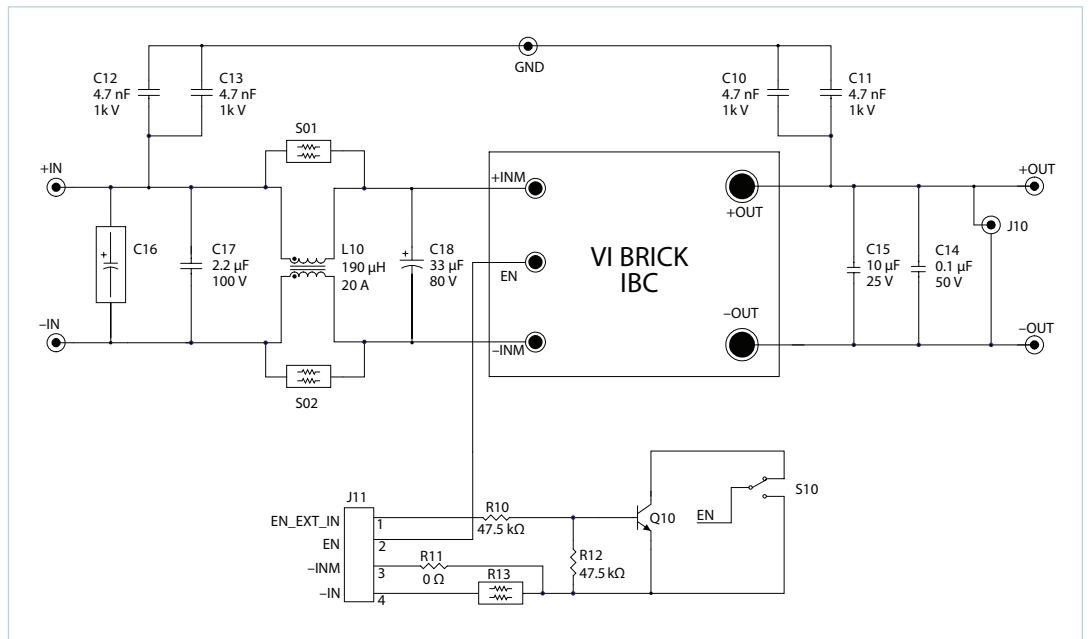 GND
C12
4.7 nF
1k V
C13
4.7 nF
1k V
C10
4.7 nF
1k V
C11
4.7 nF
1k V
S01
+IN
+INM
+OUT
+OUT
J10
C16
C17
2.2 µF
100 V
L10
190 µH
20 A
+
+
C18
33 µF
80 V
EN
VI BRICK
IBC
C15
10 µF
25 V
C14
0.1 µF
50 V
–IN
–INM
–OUT
–OUT
S02
J11
EN_EXT_IN
1
R10
47.5 kΩ
Q10
EN
S10
EN
2
–INM
3
R11
0 Ω
R12
47.5 kΩ
–IN
4
R13